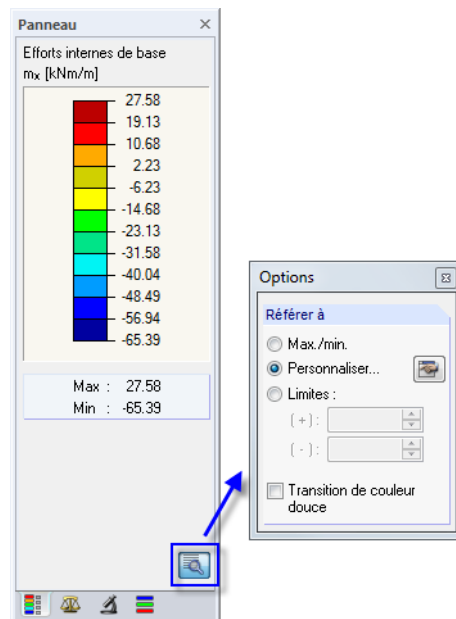 Panneau
Efforts internes de base
mx [kNm/m]
27.58
19.13
10.68
2.23
-6.23
-14.68
-23.13
-31.58
-40.04
-48.49
-56.94
-65.39
Max : 27.58
Min : -65.39
Options
Référer à
Max./min.
Personnaliser...
Limites :
(+) :
(-) :
Transition de couleur
douce